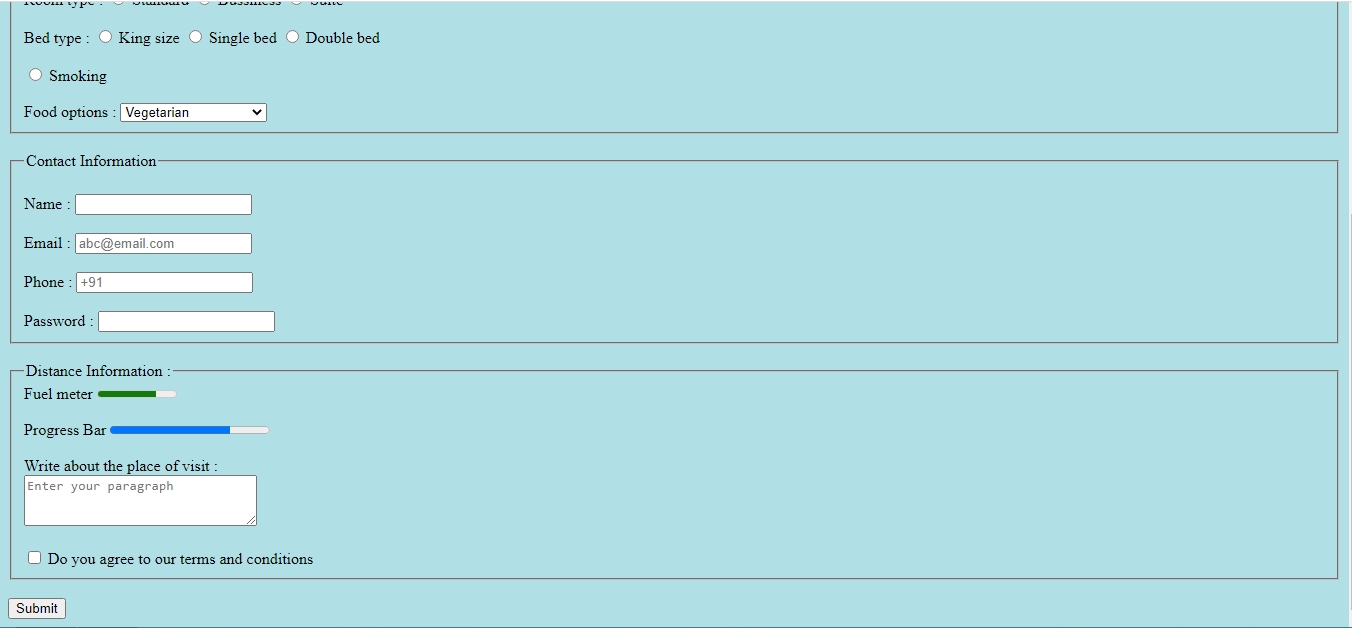 Room type : Standard Bussiness Suite
Bed type : King size Single bed Double bed
Smoking
Food options : Vegetarian
Contact Information
Name :
Email : abc@email.com
Phone : +91
Password :
Distance Information :
Fuel meter
Progress Bar
Write about the place of visit :
Enter your paragraph
Do you agree to our terms and conditions
Submit